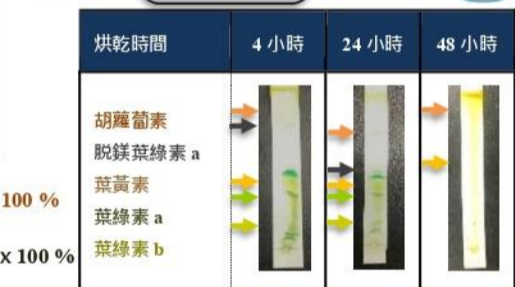 烘乾時間 4 小時 24 小時 48 小時
胡蘿蔔素
脫鎂葉綠素 a
葉黃素
100 %
葉綠素 a
x 100 %
葉綠素 b